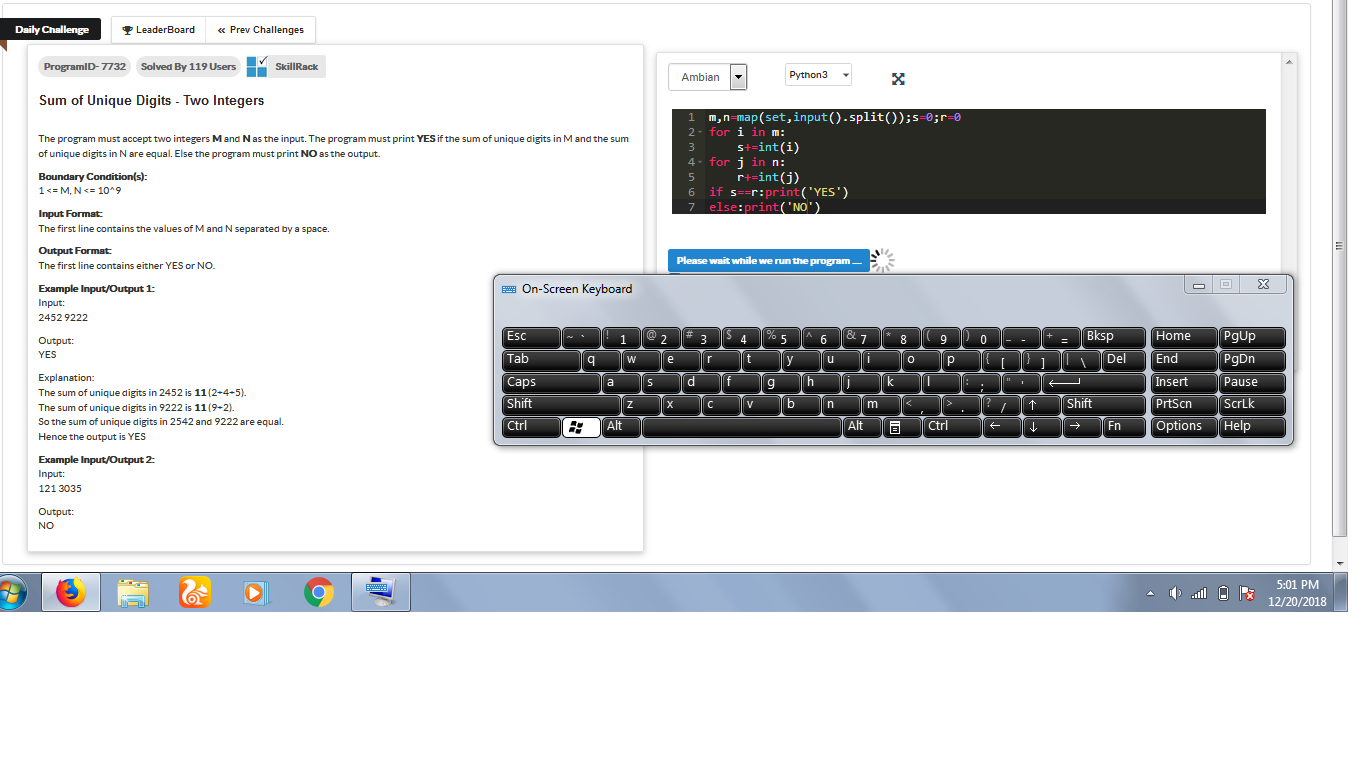 Daily Challenge
LeaderBoard
« Prev Challenges
ProgramID- 7732
Solved By 119 Users
SkillRack
Sum of Unique Digits - Two Integers
The program must accept two integers M and N as the input. The program must print YES if the sum of unique digits in M and the sum
of unique digits in N are equal. Else the program must print NO as the output.
Boundary Condition(s):
1 <= M, N <= 10^9
Input Format:
The first line contains the values of M and N separated by a space.
Output Format:
The first line contains either YES or NO.
Example Input/Output 1:
Input:
2452 9222
Output:
YES
Explanation:
The sum of unique digits in 2452 is 11 (2+4+5).
The sum of unique digits in 9222 is 11 (9+2).
So the sum of unique digits in 2542 and 9222 are equal.
Hence the output is YES
Example Input/Output 2:
Input:
121 3035
Output:
NO
Ambian
Python3
1 m,n=map(set,input().split());s=0;r=0
2 for i in m:
3 s+=int(i)
4 for j in n:
5 r+=int(j)
6 if s==r:print('YES')
7 else:print('NO')
Please wait while we run the program ....
On-Screen Keyboard
Esc ~ ` ! 1 @ 2 # 3 $ 4 % 5 ^ 6 & 7 * 8 ( 9 ) 0 _ - + = Bksp Home PgUp
Tab q w e r t y u i o p { [ } ] | \ Del End PgDn
Caps a s d f g h j k l : ; " ' Insert Pause
Shift z x c v b n m < , > . ? / ↑ Shift PrtScn ScrLk
Ctrl Alt Alt Ctrl ← ↓ → Fn Options Help
5:01 PM
12/20/2018